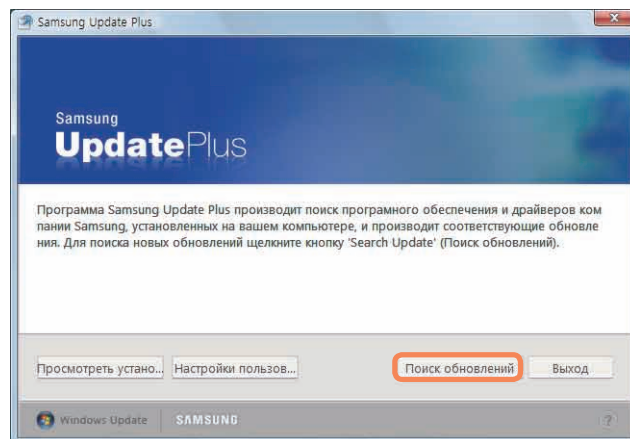 Samsung Update Plus
Samsung
UpdatePlus
Программа Samsung Update Plus производит поиск програмного обеспечения и драйверов ком
пании Samsung, установленных на вашем компьютере, и производит соответствующие обновле
ния. Для поиска новых обновлений щелкните кнопку 'Search Update' (Поиск обновлений).
Просмотреть устано... Настройки пользов... Поиск обновлений Выход
Windows Update SAMSUNG ?